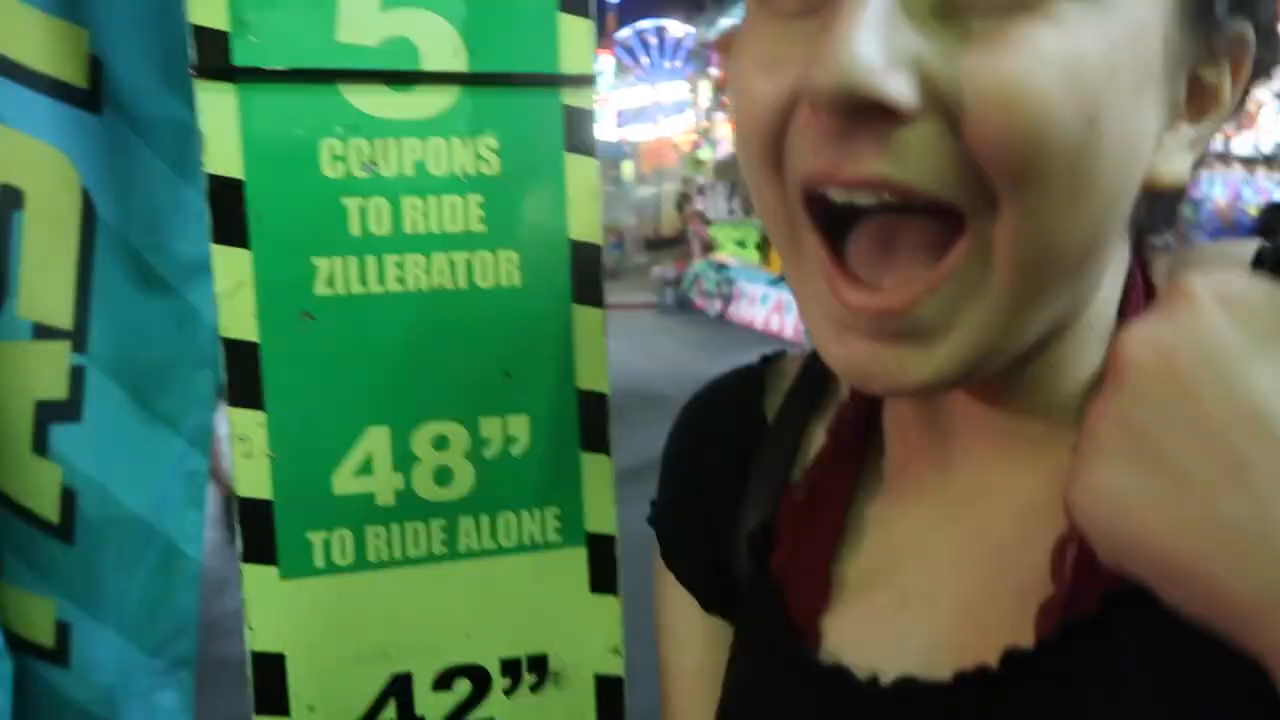 5
COUPONS
TO RIDE
ZILLERATOR
48”
TO RIDE ALONE
42”